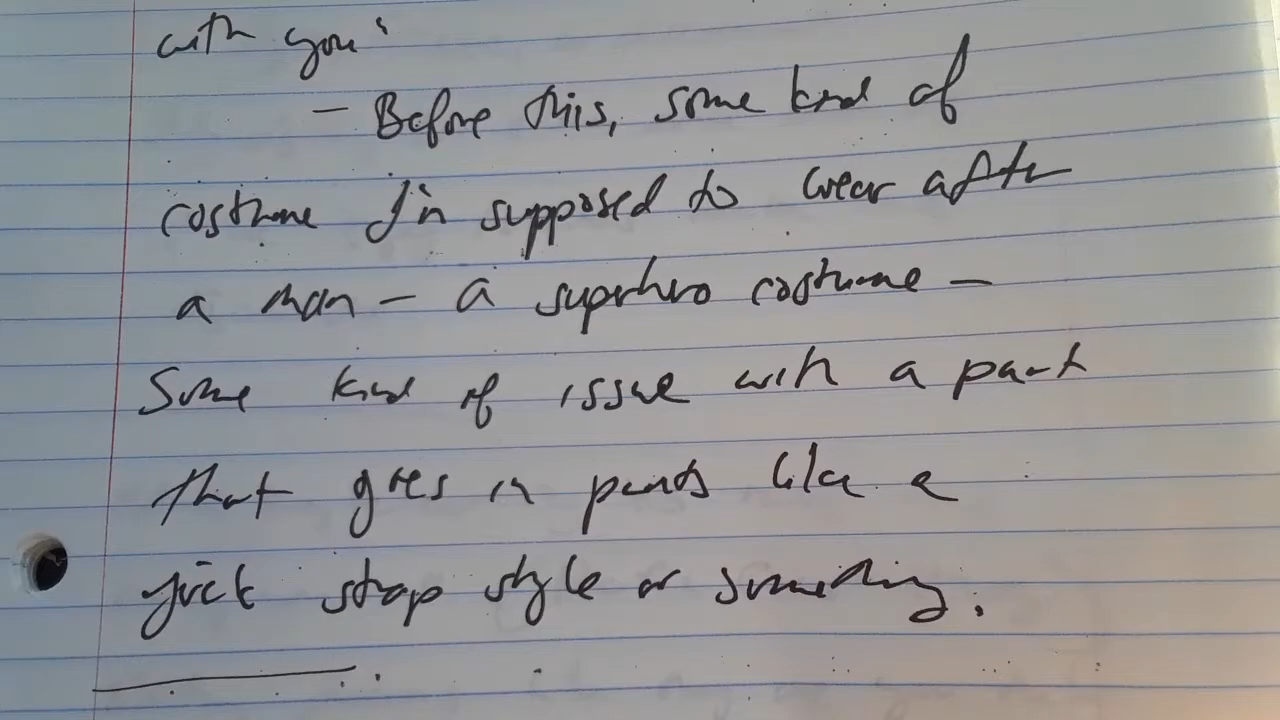 with you"
- Before this, some kind of
costume I'm supposed to wear after
a man - a superhero costume -
Some kind of issue with a part
that goes in pants like a
jock strap style or something.